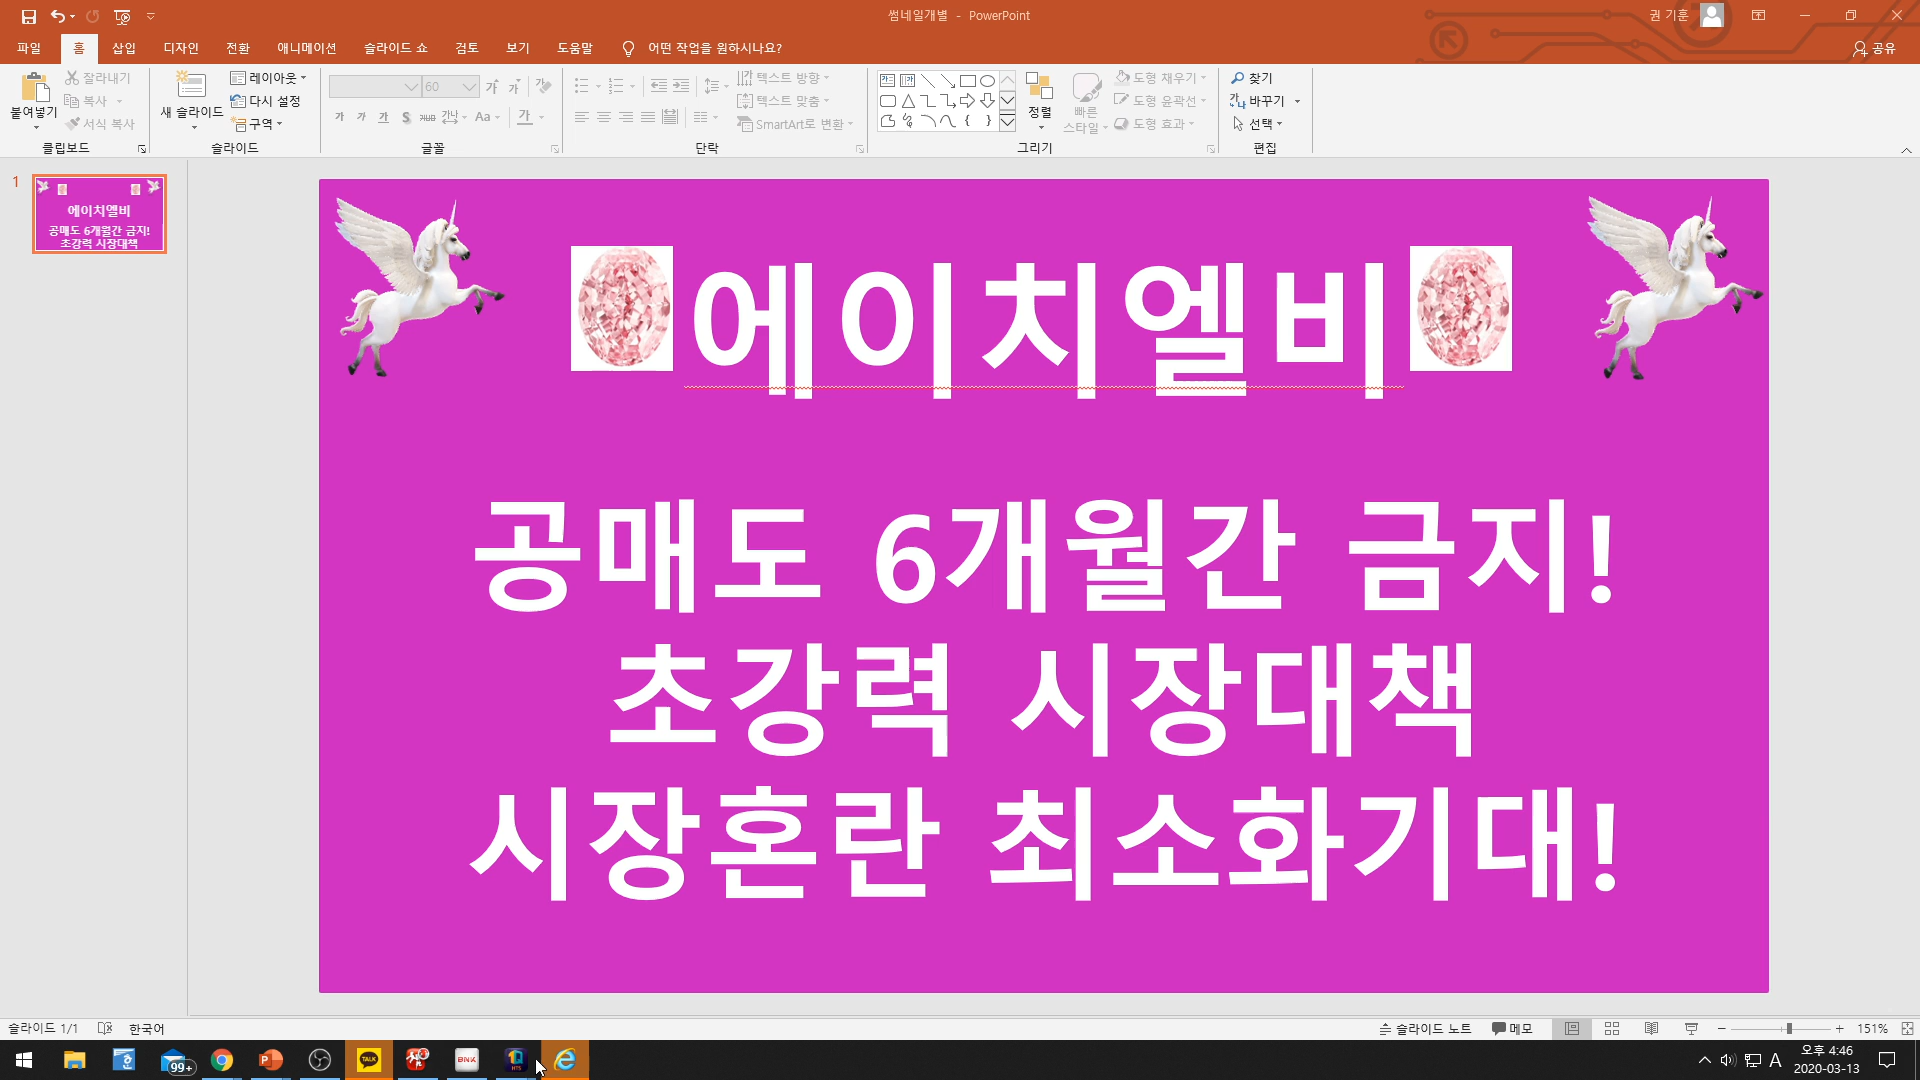 썸네일개별 - PowerPoint
권 기훈
파일 홈 삽입 디자인 전환 애니메이션 슬라이드 쇼 검토 보기 도움말 어떤 작업을 원하시나요? 공유
붙여넣기
잘라내기
복사
서식 복사
클립보드
새 슬라이드
레이아웃
다시 설정
구역
슬라이드
60
글꼴
텍스트 방향
텍스트 맞춤
SmartArt로 변환
단락
정렬
빠른
스타일
도형 채우기
도형 윤곽선
도형 효과
그리기
찾기
바꾸기
선택
편집
1
에이치엘비
공매도 6개월간 금지!
초강력 시장대책
에이치엘비
공매도 6개월간 금지!
초강력 시장대책
시장혼란 최소화기대!
슬라이드 1/1 한국어
슬라이드 노트 메모 151%
99+
TALK
BNK
A
오후 4:46
2020-03-13